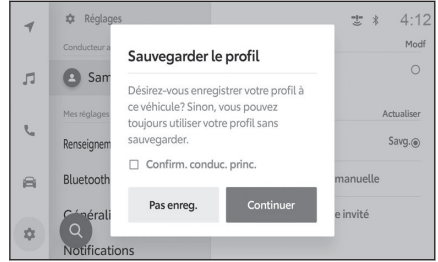 Réglages
4:12
Conducteur a
Modf
Sauvegarder le profil
Sam
Désirez-vous enregistrer votre profil à
ce véhicule? Sinon, vous pouvez
toujours utiliser votre profil sans
sauvegarder.
Mes réglages
Actualiser
Renseignem
Savg.
Confirm. conduc. princ.
Bluetooth
manuelle
Pas enreg.
Continuer
Générali
e invité
Notifications